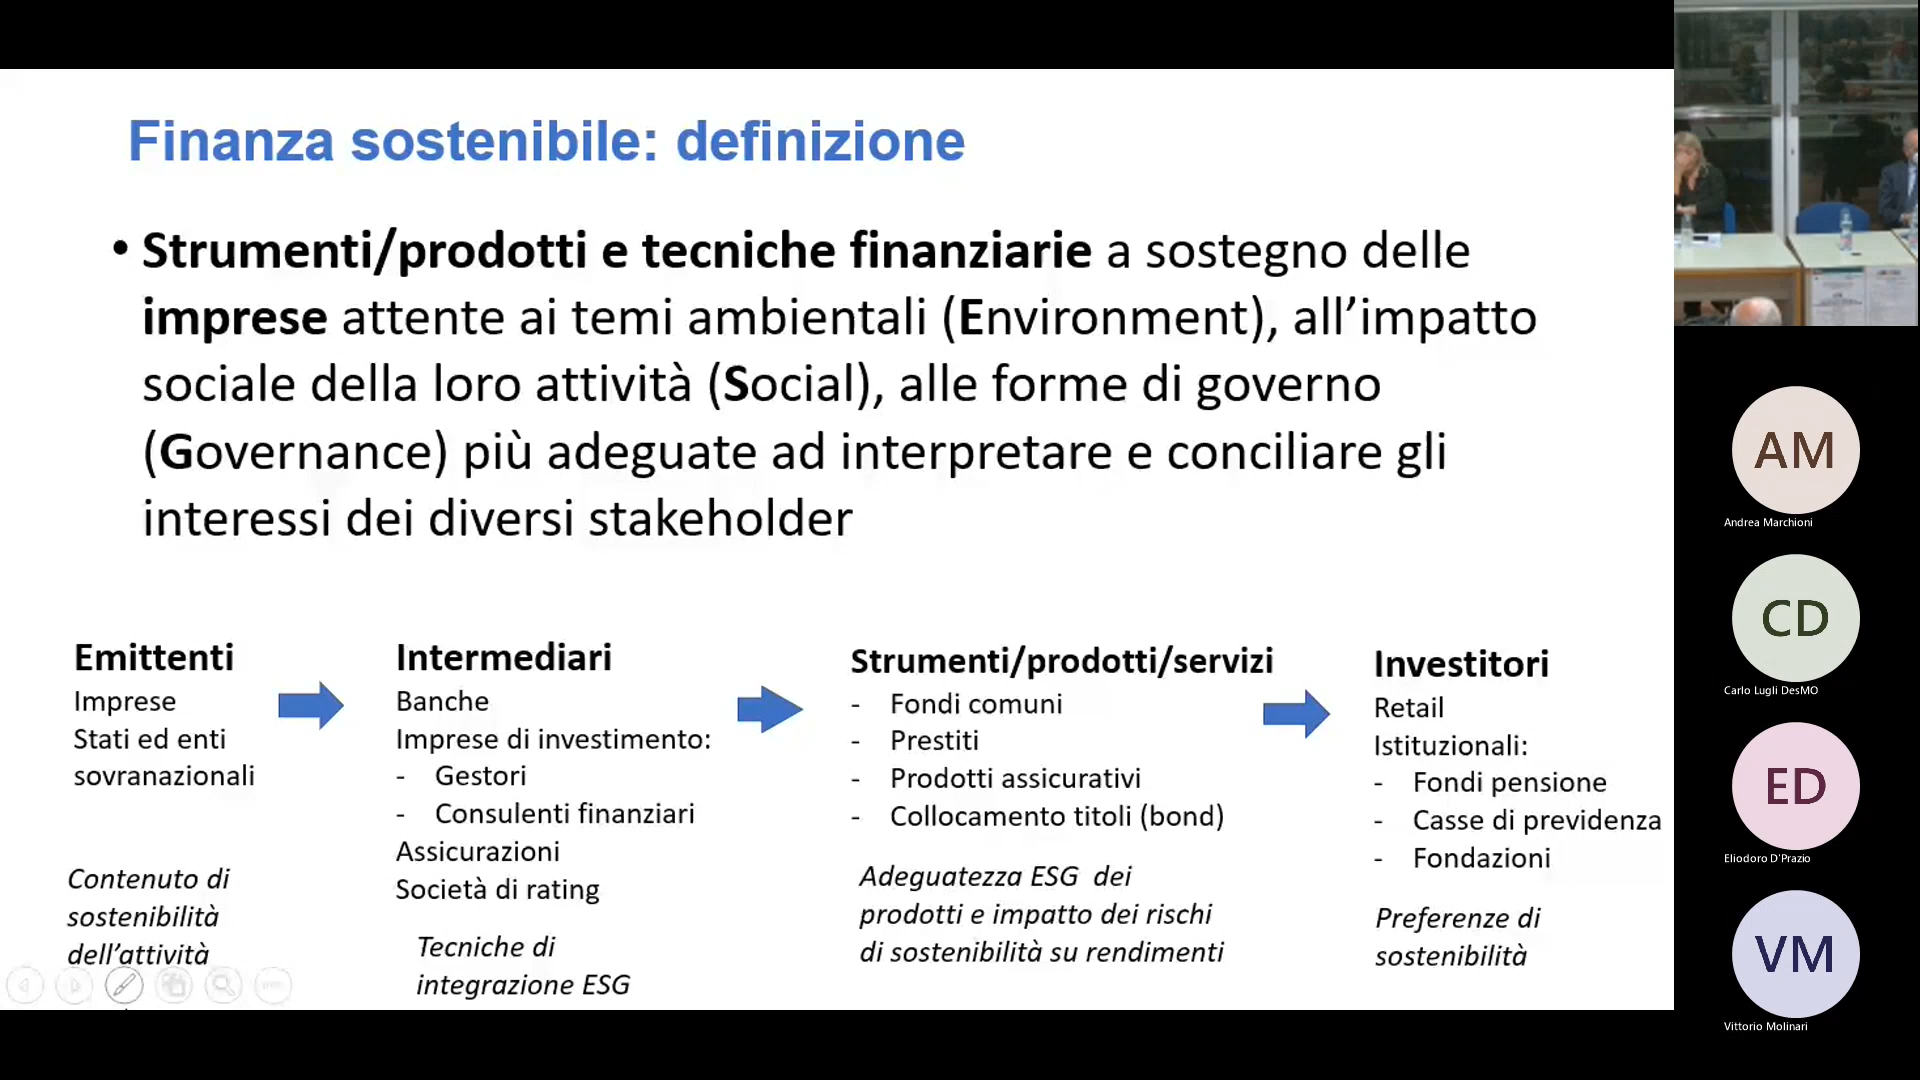 Finanza sostenibile: definizione
• Strumenti/prodotti e tecniche finanziarie a sostegno delle
imprese attente ai temi ambientali (Environment), all’impatto
sociale della loro attività (Social), alle forme di governo
(Governance) più adeguate ad interpretare e conciliare gli
interessi dei diversi stakeholder
Emittenti
Imprese
Stati ed enti
sovranazionali
Contenuto di
sostenibilità
dell’attività
Intermediari
Banche
Imprese di investimento:
- Gestori
- Consulenti finanziari
Assicurazioni
Società di rating
Tecniche di
integrazione ESG
Strumenti/prodotti/servizi
- Fondi comuni
- Prestiti
- Prodotti assicurativi
- Collocamento titoli (bond)
Adeguatezza ESG dei
prodotti e impatto dei rischi
di sostenibilità su rendimenti
Investitori
Retail
Istituzionali:
- Fondi pensione
- Casse di previdenza
- Fondazioni
Preferenze di
sostenibilità
AM
Andrea Marchioni
CD
Carlo Lugli DesMO
ED
Eliodoro D'Prazio
VM
Vittorio Molinari